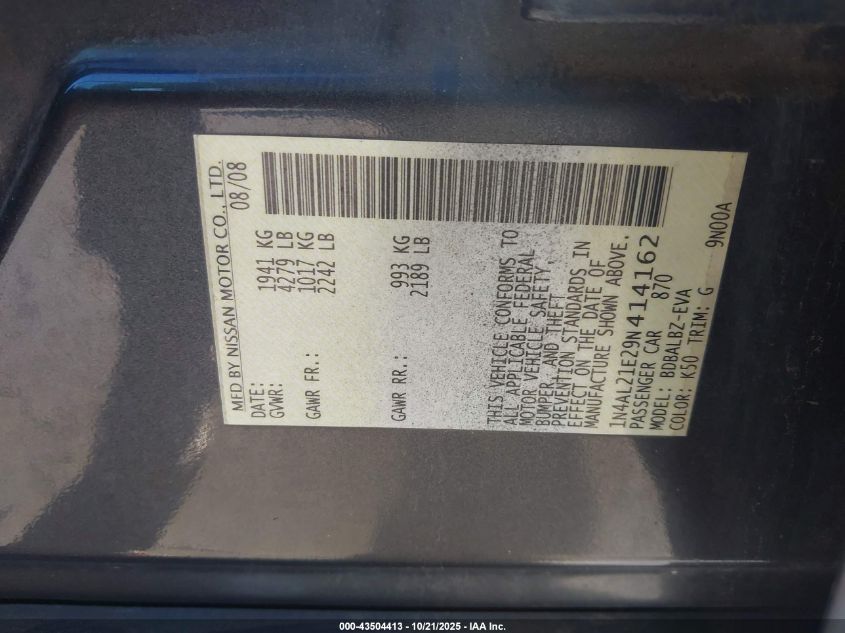 MFD BY NISSAN MOTOR CO., LTD.
DATE: 08/08
GVWR: 1941 KG
4279 LB
GAWR FR.: 1017 KG
2242 LB
GAWR RR.: 993 KG
2189 LB
THIS VEHICLE CONFORMS TO
ALL APPLICABLE FEDERAL
MOTOR VEHICLE SAFETY,
BUMPER, AND THEFT
PREVENTION STANDARDS IN
EFFECT ON THE DATE OF
MANUFACTURE SHOWN ABOVE.
1N4AL21E29N414162
PASSENGER CAR 870
MODEL: BDBALBZ-EVA
COLOR: K50 TRIM: G 9N00A
000-43504413 - 10/21/2025 - IAA Inc.